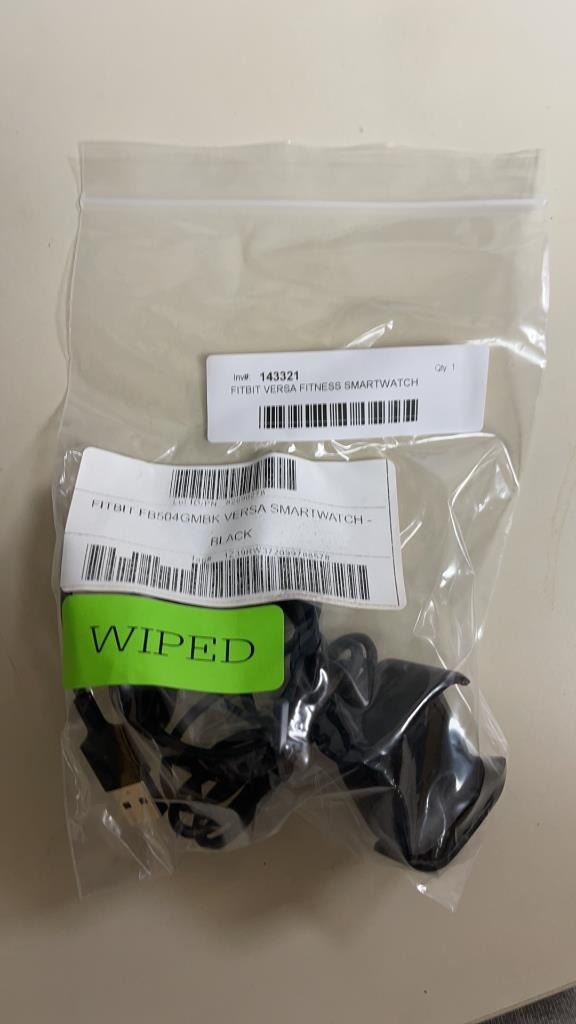 Inv#: 143321 Qty 1
FITBIT VERSA FITNESS SMARTWATCH
FITBIT FB504GMBK VERSA SMARTWATCH -
BLACK
WIPED